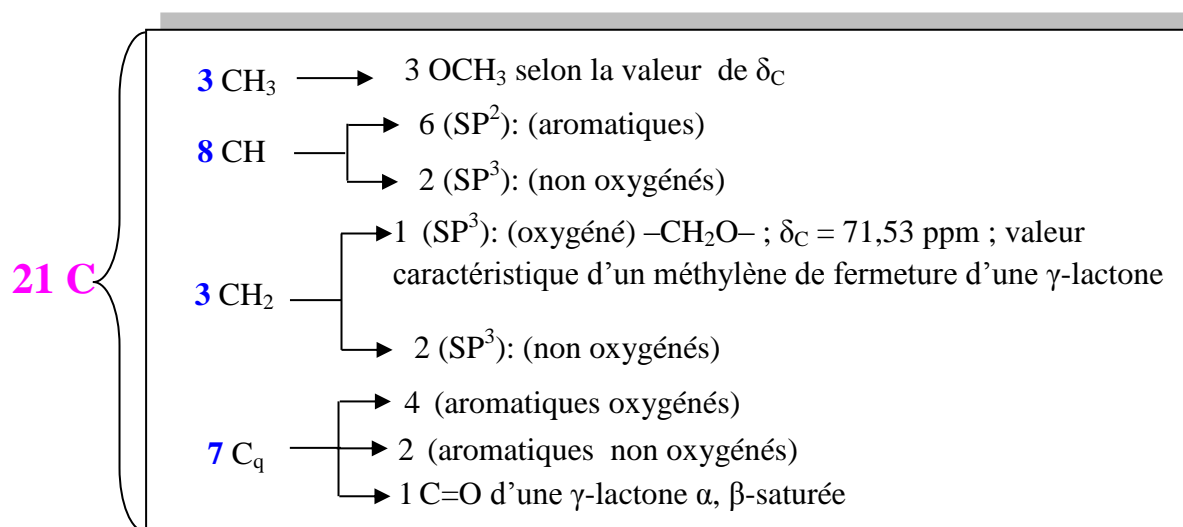 3 CH₃ 3 OCH₃ selon la valeur de δC
6 (SP²): (aromatiques)
8 CH
2 (SP³): (non oxygénés)
1 (SP³): (oxygéné) –CH₂O– ; δC = 71,53 ppm ; valeur
caractéristique d’un méthylène de fermeture d’une γ-lactone
21 C
3 CH₂
2 (SP³): (non oxygénés)
4 (aromatiques oxygénés)
7 Cq 2 (aromatiques non oxygénés)
1 C=O d’une γ-lactone α, β-saturée